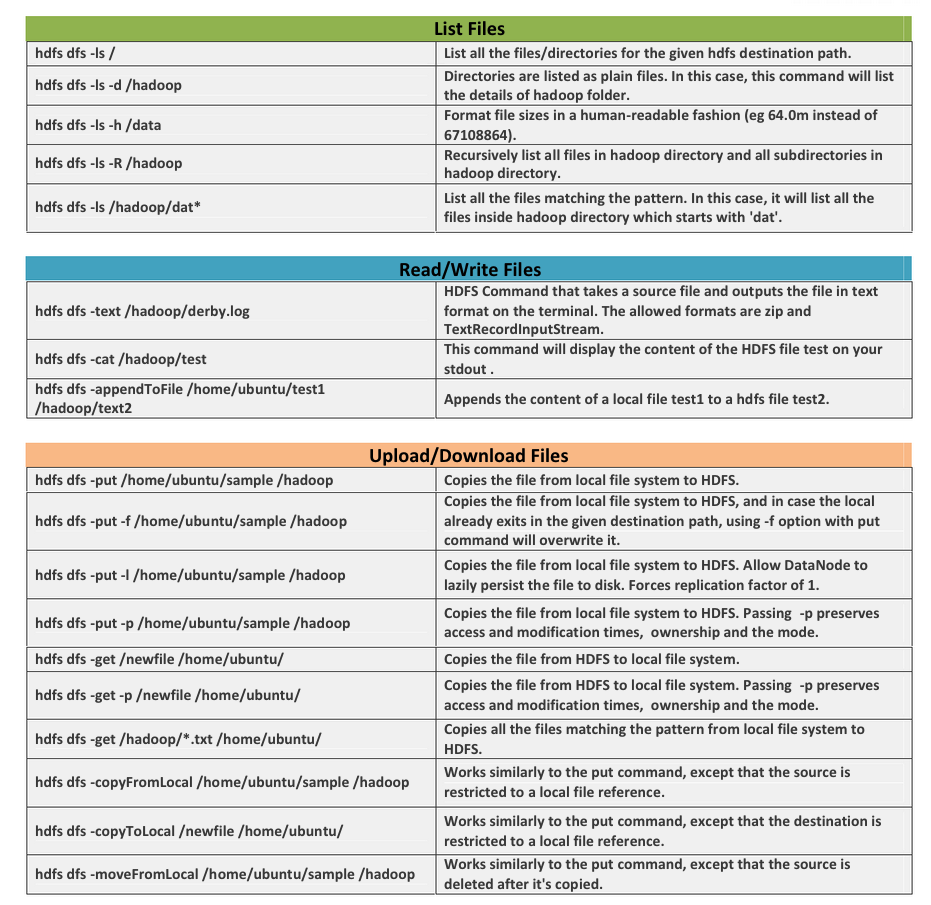 List Files
hdfs dfs -ls /
List all the files/directories for the given hdfs destination path.
hdfs dfs -ls -d /hadoop
Directories are listed as plain files. In this case, this command will list
the details of hadoop folder.
hdfs dfs -ls -h /data
Format file sizes in a human-readable fashion (eg 64.0m instead of
67108864).
hdfs dfs -ls -R /hadoop
Recursively list all files in hadoop directory and all subdirectories in
hadoop directory.
hdfs dfs -ls /hadoop/dat*
List all the files matching the pattern. In this case, it will list all the
files inside hadoop directory which starts with 'dat'.
Read/Write Files
hdfs dfs -text /hadoop/derby.log
HDFS Command that takes a source file and outputs the file in text
format on the terminal. The allowed formats are zip and
TextRecordInputStream.
hdfs dfs -cat /hadoop/test
This command will display the content of the HDFS file test on your
stdout .
hdfs dfs -appendToFile /home/ubuntu/test1
/hadoop/text2
Appends the content of a local file test1 to a hdfs file test2.
Upload/Download Files
hdfs dfs -put /home/ubuntu/sample /hadoop
Copies the file from local file system to HDFS.
hdfs dfs -put -f /home/ubuntu/sample /hadoop
Copies the file from local file system to HDFS, and in case the local
already exits in the given destination path, using -f option with put
command will overwrite it.
hdfs dfs -put -l /home/ubuntu/sample /hadoop
Copies the file from local file system to HDFS. Allow DataNode to
lazily persist the file to disk. Forces replication factor of 1.
hdfs dfs -put -p /home/ubuntu/sample /hadoop
Copies the file from local file system to HDFS. Passing  -p preserves
access and modification times,  ownership and the mode.
hdfs dfs -get /newfile /home/ubuntu/
Copies the file from HDFS to local file system.
hdfs dfs -get -p /newfile /home/ubuntu/
Copies the file from HDFS to local file system. Passing  -p preserves
access and modification times,  ownership and the mode.
hdfs dfs -get /hadoop/*.txt /home/ubuntu/
Copies all the files matching the pattern from local file system to
HDFS.
hdfs dfs -copyFromLocal /home/ubuntu/sample /hadoop
Works similarly to the put command, except that the source is
restricted to a local file reference.
hdfs dfs -copyToLocal /newfile /home/ubuntu/
Works similarly to the put command, except that the destination is
restricted to a local file reference.
hdfs dfs -moveFromLocal /home/ubuntu/sample /hadoop
Works similarly to the put command, except that the source is
deleted after it's copied.